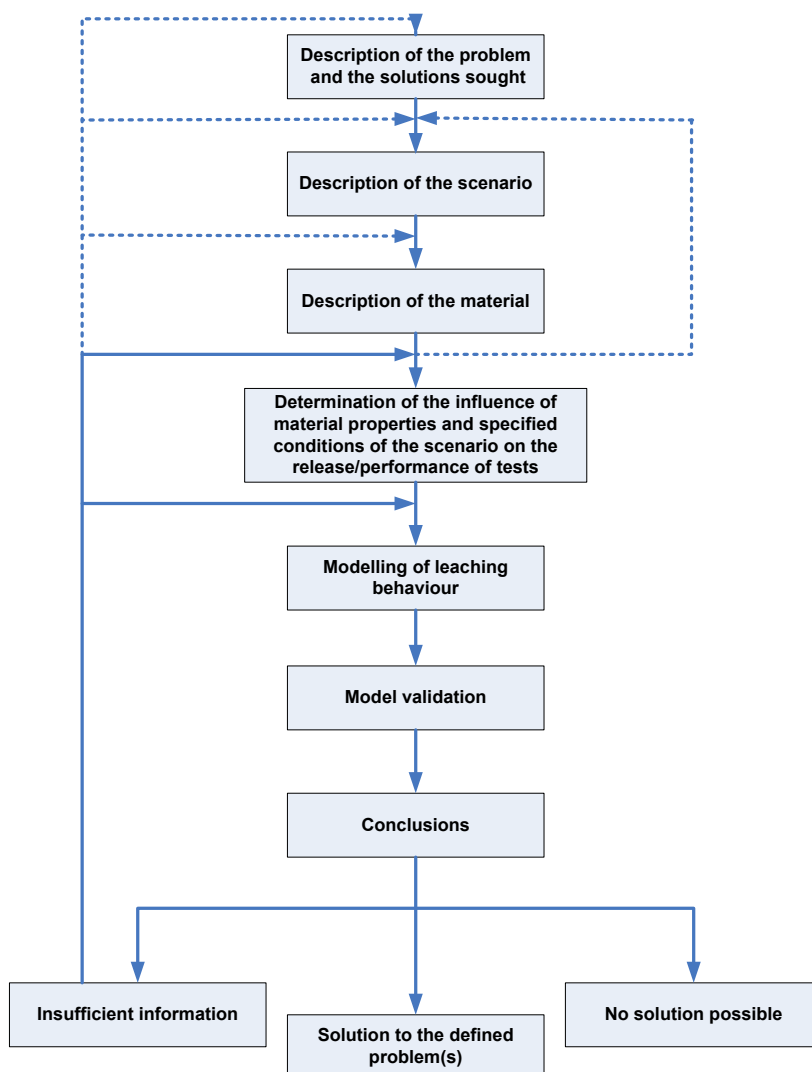 Description of the problem
and the solutions sought
Description of the scenario
Description of the material
Determination of the influence of
material properties and specified
conditions of the scenario on the
release/performance of tests
Modelling of leaching
behaviour
Model validation
Conclusions
Insufficient information
No solution possible
Solution to the defined
problem(s)